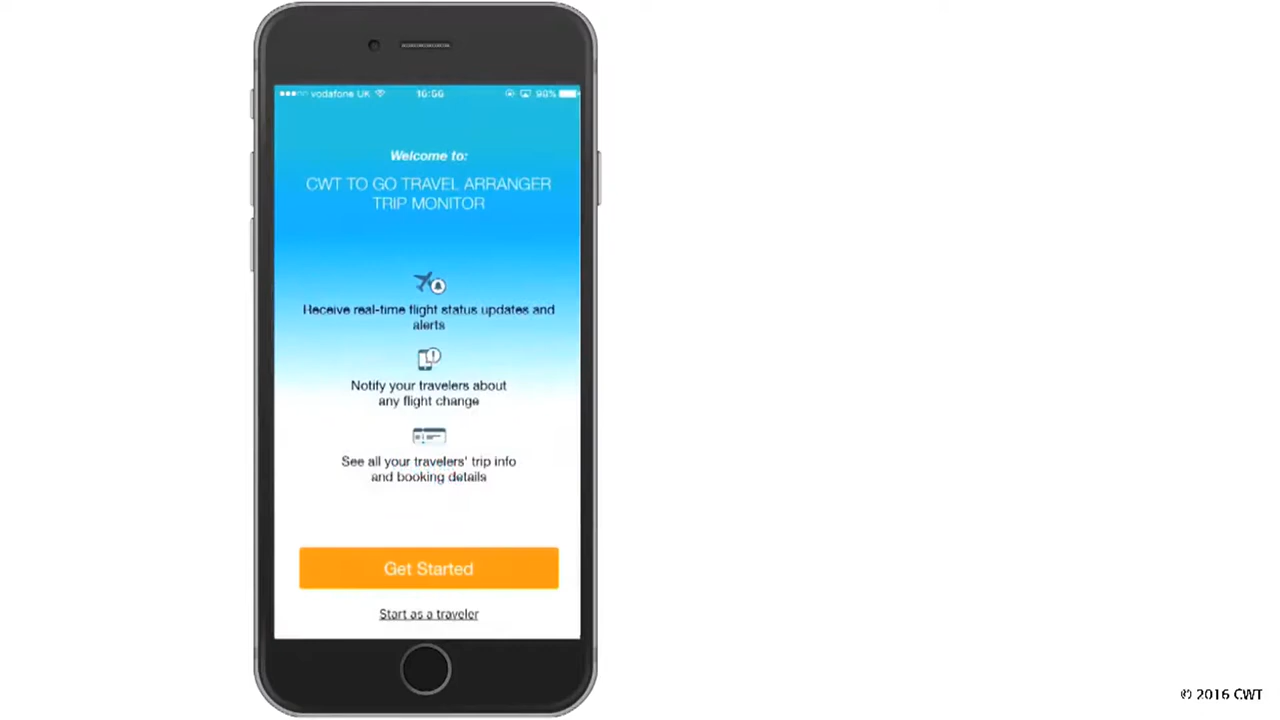 vodafone UK 16:56 98%
Welcome to:
CWT TO GO TRAVEL ARRANGER
TRIP MONITOR
Receive real-time flight status updates and
alerts
Notify your travelers about
any flight change
See all your travelers' trip info
and booking details
Get Started
Start as a traveler
© 2016 CWT